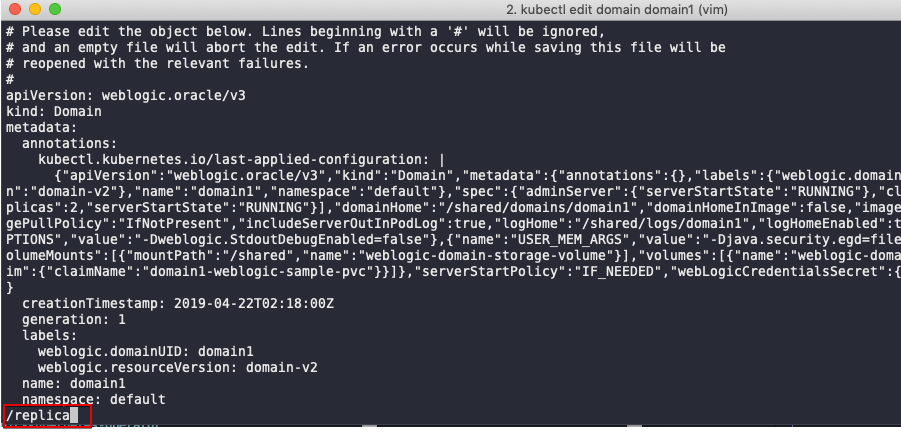 2. kubectl edit domain domain1 (vim)
# Please edit the object below. Lines beginning with a '#' will be ignored,
# and an empty file will abort the edit. If an error occurs while saving this file will be
# reopened with the relevant failures.
#
apiVersion: weblogic.oracle/v3
kind: Domain
metadata:
  annotations:
    kubectl.kubernetes.io/last-applied-configuration: |
      {"apiVersion":"weblogic.oracle/v3","kind":"Domain","metadata":{"annotations":{},"labels":{"weblogic.domain
n":"domain-v2"},"name":"domain1","namespace":"default"},"spec":{"adminServer":{"serverStartState":"RUNNING"},"cl
plicas":2,"serverStartState":"RUNNING"}],"domainHome":"/shared/domains/domain1","domainHomeInImage":false,"image
gePullPolicy":"IfNotPresent","includeServerOutInPodLog":true,"logHome":"/shared/logs/domain1","logHomeEnabled":t
PTIONS","value":"-Dweblogic.StdoutDebugEnabled=false"},{"name":"USER_MEM_ARGS","value":"-Djava.security.egd=file
olumeMounts":[{"mountPath":"/shared","name":"weblogic-domain-storage-volume"}],"volumes":[{"name":"weblogic-doma
im":{"claimName":"domain1-weblogic-sample-pvc"}}]},"serverStartPolicy":"IF_NEEDED","webLogicCredentialsSecret":{
}
  creationTimestamp: 2019-04-22T02:18:00Z
  generation: 1
  labels:
    weblogic.domainUID: domain1
    weblogic.resourceVersion: domain-v2
  name: domain1
  namespace: default
/replica